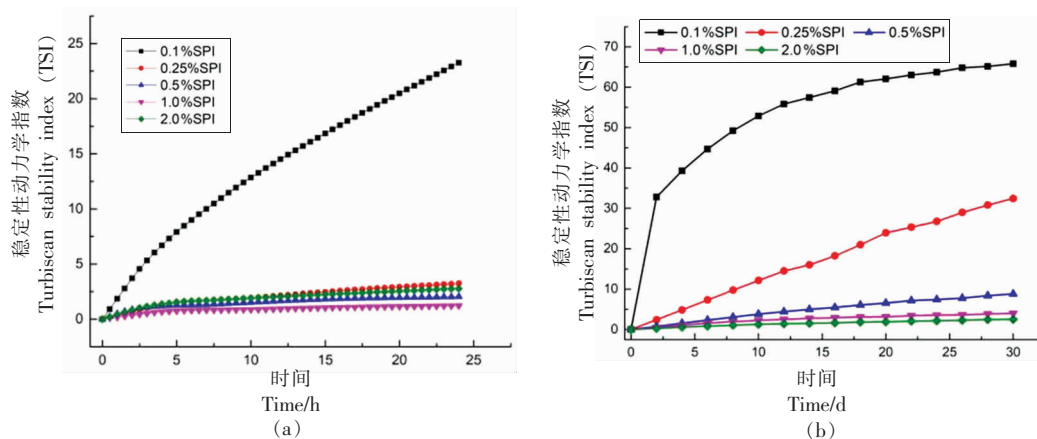 25
20
15
10
5
0
稳定性动力学指数
Turbiscan stability index (TSI)
0.1%SPI
0.25%SPI
0.5%SPI
1.0%SPI
2.0%SPI
0 5 10 15 20 25
时间
Time/h
(a)
70
60
50
40
30
20
10
0
稳定性动力学指数
Turbiscan stability index (TSI)
0.1%SPI 0.25%SPI 0.5%SPI
1.0%SPI 2.0%SPI
0 5 10 15 20 25 30
时间
Time/d
(b)